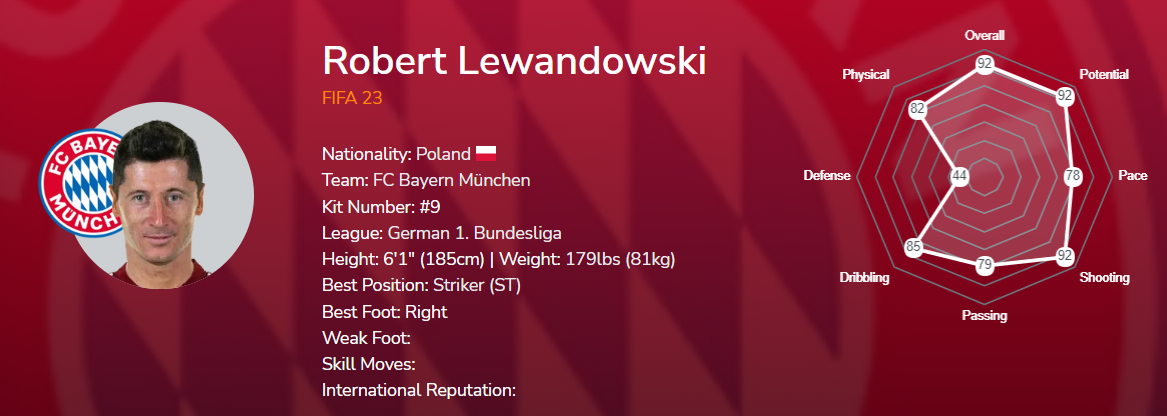 Robert Lewandowski
FIFA 23
FC BAYE
MÜNCH
Nationality: Poland
Team: FC Bayern München
Kit Number: #9
League: German 1. Bundesliga
Height: 6'1" (185cm) | Weight: 179lbs (81kg)
Best Position: Striker (ST)
Best Foot: Right
Weak Foot:
Skill Moves:
International Reputation:
Overall
92
Potential
92
Pace
78
Shooting
92
Passing
79
Dribbling
85
Defense
44
Physical
82